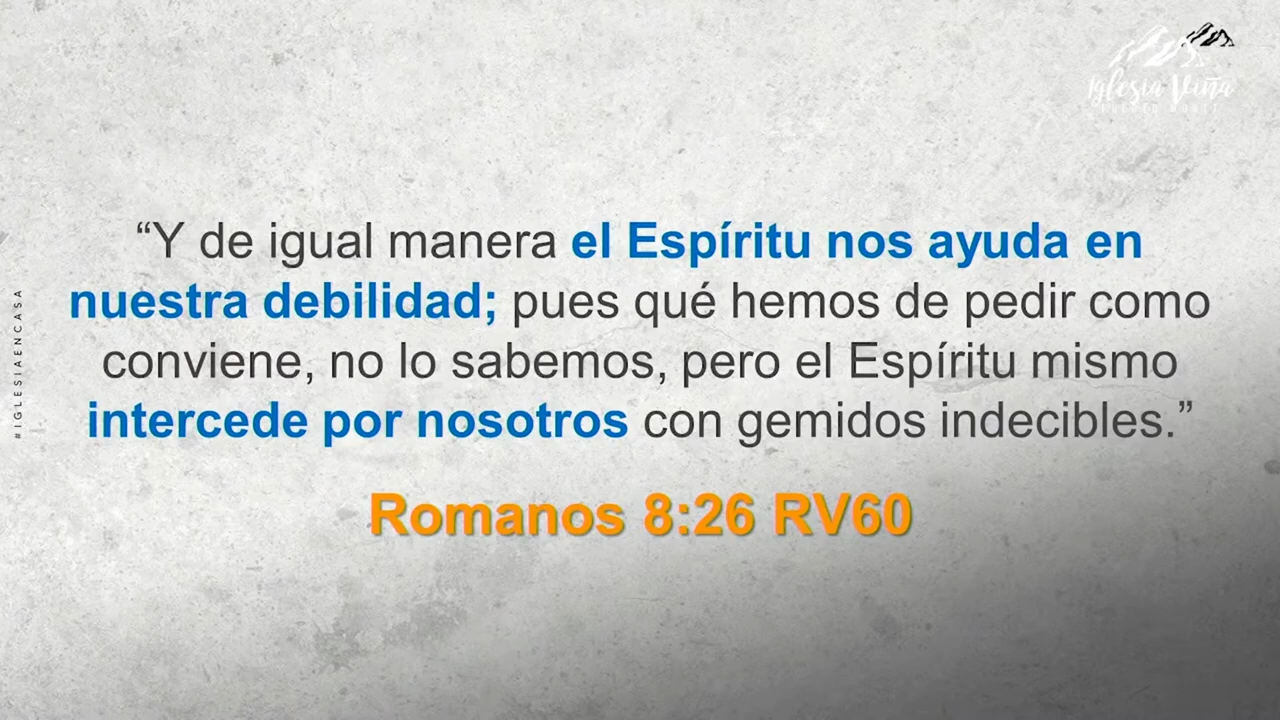 Iglesia Viña
“Y de igual manera el Espíritu nos ayuda en
nuestra debilidad; pues qué hemos de pedir como
conviene, no lo sabemos, pero el Espíritu mismo
intercede por nosotros con gemidos indecibles.”
Romanos 8:26 RV60
#IGLESIAENCASA